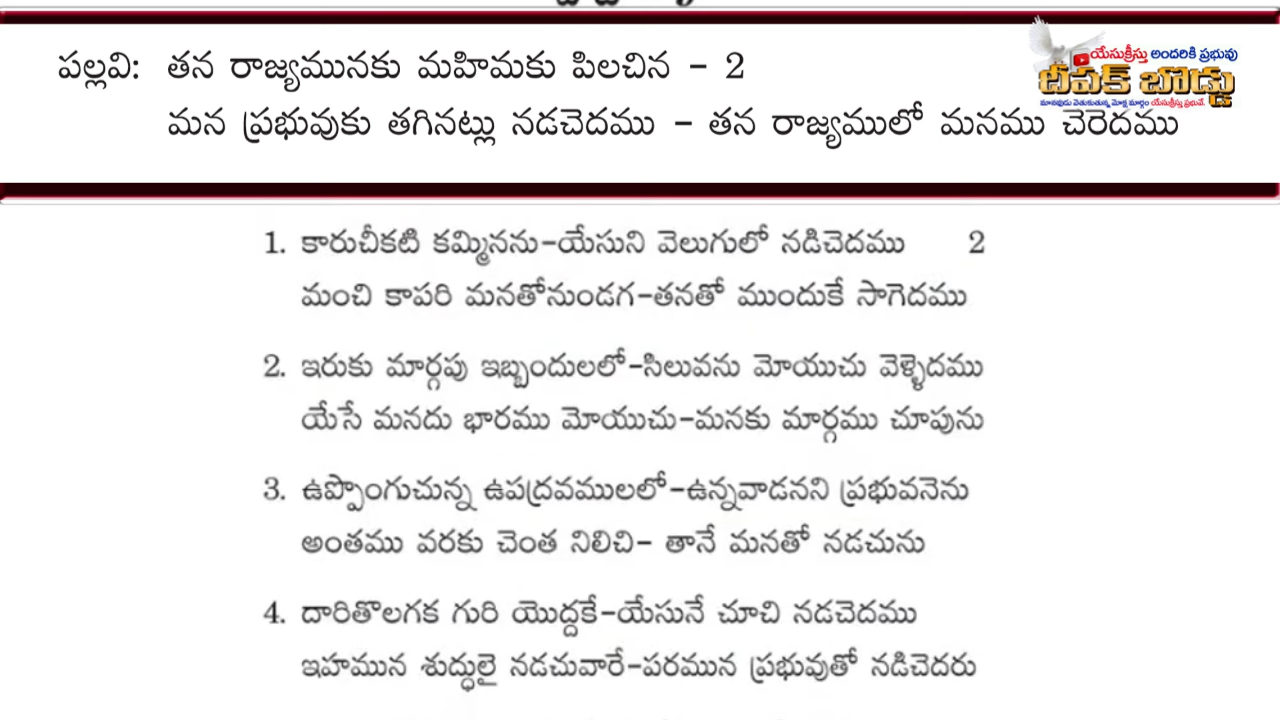 పల్లవి: తన రాజ్యమునకు మహిమకు పిలచిన - 2
మన ప్రభువుకు తగినట్లు నడచెదము - తన రాజ్యములో మనము చెరెదము
యేసుక్రీస్తు అందరికి ప్రభువు
దీపక్ బొడ్డు
మానవుడు వెతుకుతున్న మోక్ష మార్గం యేసుక్రీస్తు ప్రభువే.
1. కారుచీకటి కమ్మినను-యేసుని వెలుగులో నడిచెదము 2
మంచి కాపరి మనతోనుండగ-తనతో ముందుకే సాగెదము
2. ఇరుకు మార్గపు ఇబ్బందులలో-సిలువను మోయుచు వెళ్ళెదము
యేసే మనదు భారము మోయుచు-మనకు మార్గము చూపును
3. ఉప్పొంగుచున్న ఉపద్రవములలో-ఉన్నవాడనని ప్రభువనెను
అంతము వరకు చెంత నిలిచి- తానే మనతో నడచును
4. దారితొలగక గురి యొద్దకే-యేసునే చూచి నడచెదము
ఇహమున శుద్ధులై నడచువారే-పరమున ప్రభువుతో నడిచెదరు